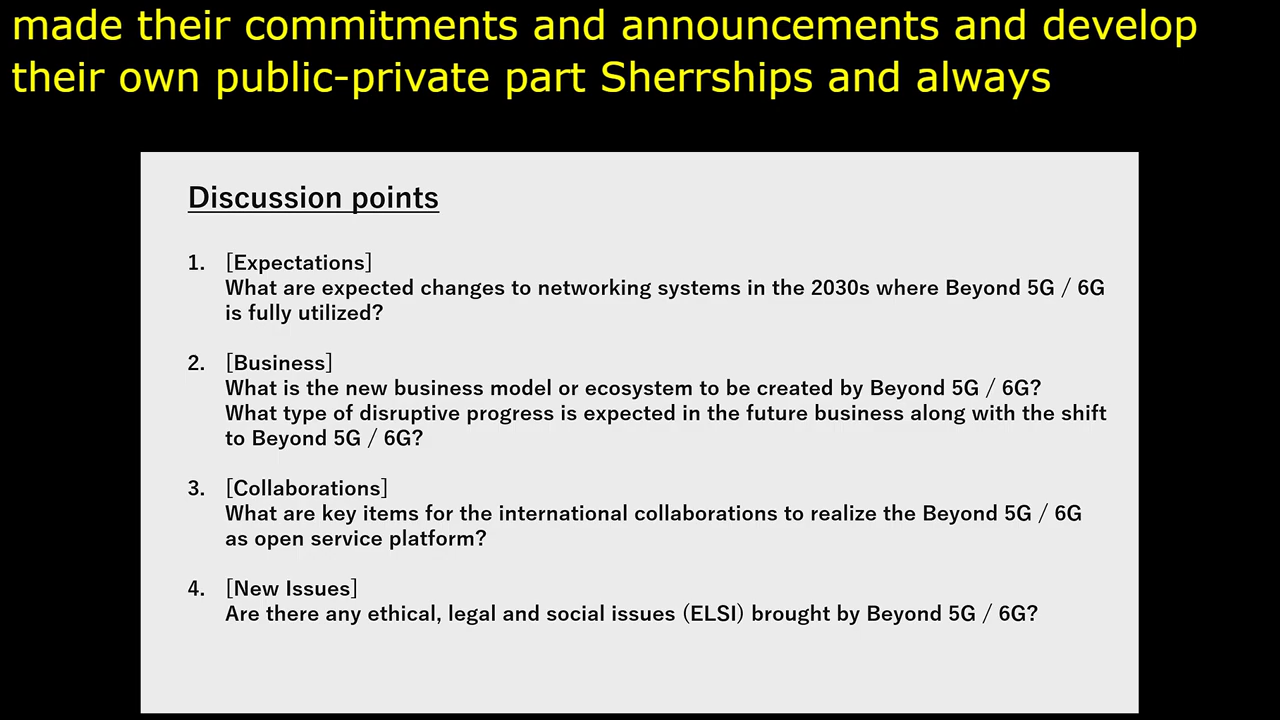 made their commitments and announcements and develop
their own public-private part Sherrships and always
Discussion points
1. [Expectations]
What are expected changes to networking systems in the 2030s where Beyond 5G / 6G
is fully utilized?
2. [Business]
What is the new business model or ecosystem to be created by Beyond 5G / 6G?
What type of disruptive progress is expected in the future business along with the shift
to Beyond 5G / 6G?
3. [Collaborations]
What are key items for the international collaborations to realize the Beyond 5G / 6G
as open service platform?
4. [New Issues]
Are there any ethical, legal and social issues (ELSI) brought by Beyond 5G / 6G?